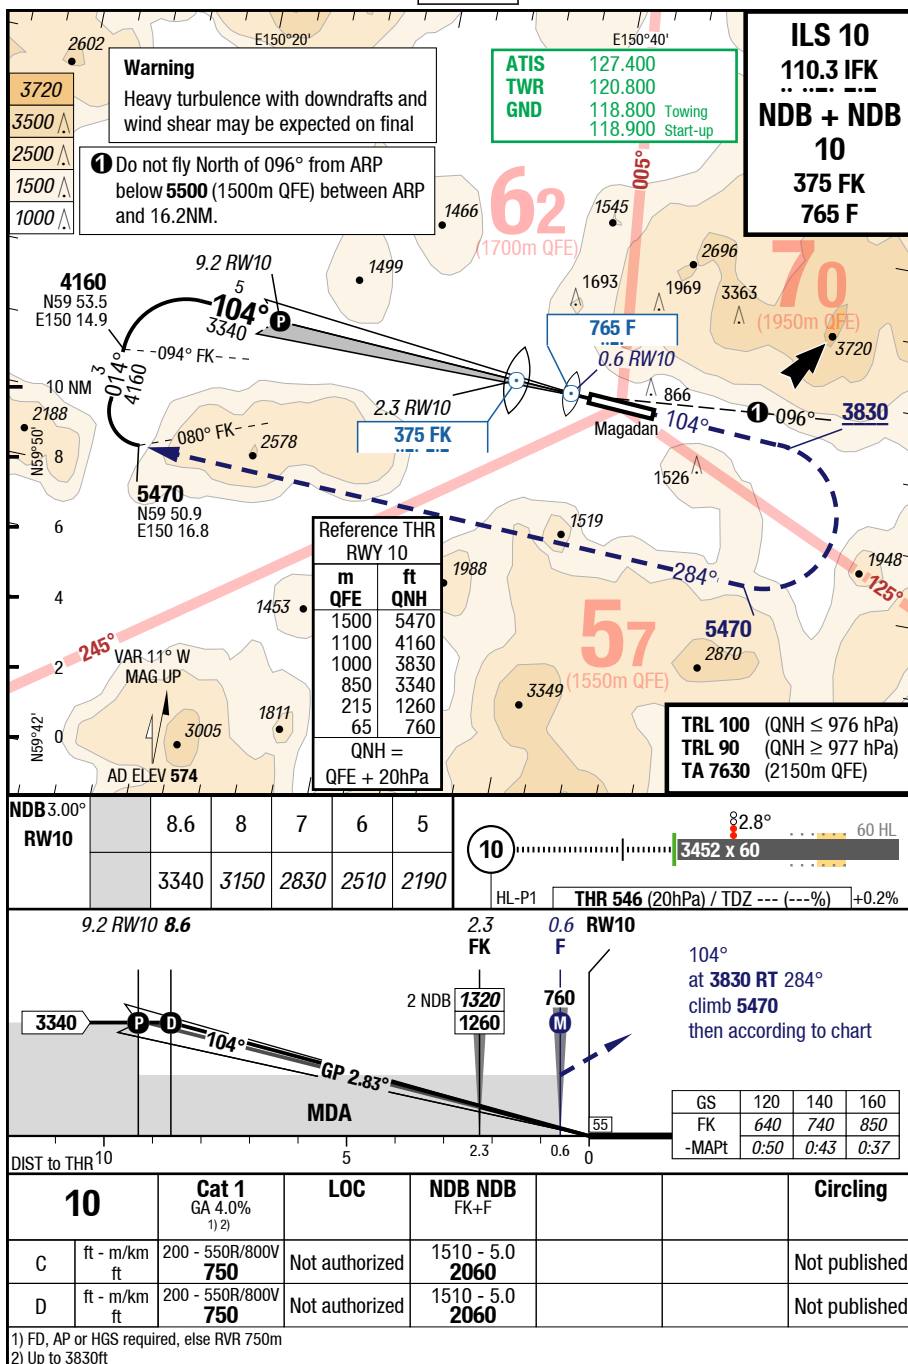 ILS 10
110.3 IFK
NDB + NDB
10
375 FK
765 F
E150°20'
E150°40'
2602
3720
3500
2500
1500
1000
Warning
Heavy turbulence with downdrafts and
wind shear may be expected on final
1 Do not fly North of 096° from ARP
below 5500 (1500m QFE) between ARP
and 16.2NM.
ATIS 127.400
TWR 120.800
GND 118.800 Towing
118.900 Start-up
005°
62
(1700m QFE)
1466
1545
1499
2696
70
(1950m QFE)
1693
1969
3363
3720
9.2 RW10
4160
N59 53.5
E150 14.9
5
104°
3340
P
765 F
0.6 RW10
094° FK
3
014°
4160
10 NM
2.3 RW10
375 FK
866
1 096°
3830
Magadan
104°
2188
N59°50'
8
080° FK
2578
5470
N59 50.9
E150 16.8
1526
6
1519
1948
125°
284°
5470
1988
4
1453
57
(1550m QFE)
2870
3349
245°
VAR 11° W
MAG UP
2
1811
3005
N59°42'
0
AD ELEV 574
Reference THR
RWY 10
m ft
QFE QNH
1500 5470
1100 4160
1000 3830
850 3340
215 1260
65 760
QNH =
QFE + 20hPa
TRL 100 (QNH ≤ 976 hPa)
TRL 90 (QNH ≥ 977 hPa)
TA 7630 (2150m QFE)
NDB 3.00°
RW10
8.6 8 7 6 5
3340 3150 2830 2510 2190
10
2.8°
60 HL
3452 x 60
HL-P1
THR 546 (20hPa) / TDZ --- (---%)
+0.2%
9.2 RW10 8.6
2.3
FK
0.6
F
RW10
2 NDB 1320
1260
760
M
3340
P
D
104°
GP 2.83°
MDA
55
104°
at 3830 RT 284°
climb 5470
then according to chart
GS 120 140 160
FK 640 740 850
-MAPt 0:50 0:43 0:37
DIST to THR 10 5 2.3 0.6 0
10
Cat 1
GA 4.0%
1) 2)
LOC
NDB NDB
FK+F
Circling
C
ft - m/km
ft
200 - 550R/800V
750
Not authorized
1510 - 5.0
2060
Not published
D
ft - m/km
ft
200 - 550R/800V
750
Not authorized
1510 - 5.0
2060
Not published
1) FD, AP or HGS required, else RVR 750m
2) Up to 3830ft